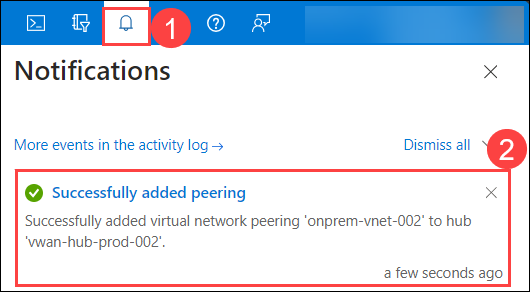 1
Notifications
More events in the activity log →
Dismiss all
2
Successfully added peering
Successfully added virtual network peering 'onprem-vnet-002' to hub
'vwan-hub-prod-002'.
a few seconds ago